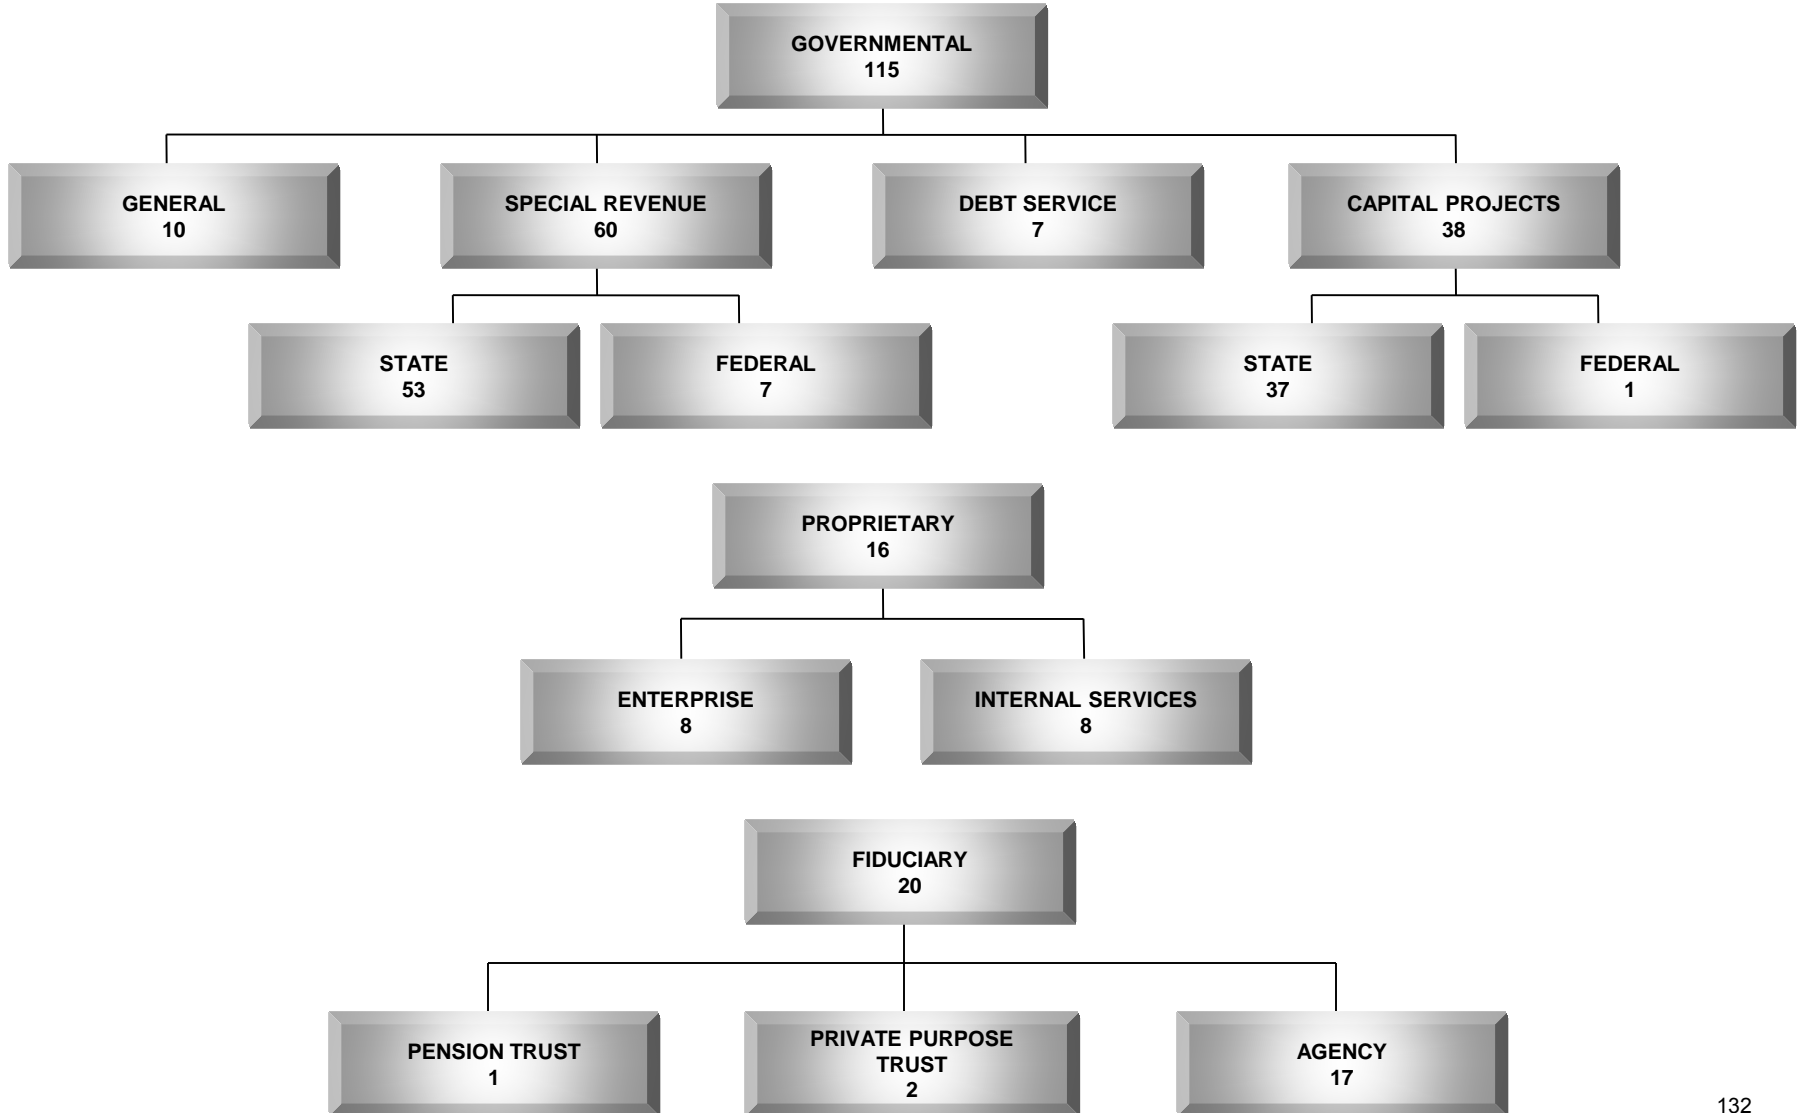 GOVERNMENTAL
115
GENERAL
10
SPECIAL REVENUE
60
DEBT SERVICE
7
CAPITAL PROJECTS
38
STATE
53
FEDERAL
7
STATE
37
FEDERAL
1
PROPRIETARY
16
ENTERPRISE
8
INTERNAL SERVICES
8
FIDUCIARY
20
PENSION TRUST
1
PRIVATE PURPOSE
TRUST
2
AGENCY
17
132